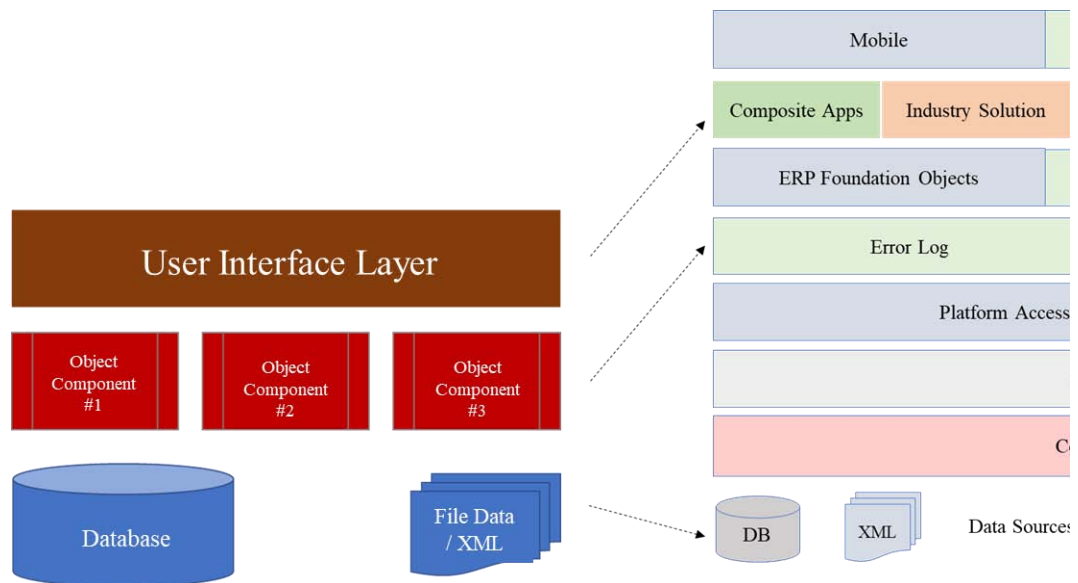 User Interface Layer
Object
Component
#1
Object
Component
#2
Object
Component
#3
Database
File Data
/ XML
Mobile
Composite Apps
Industry Solution
ERP Foundation Objects
Error Log
Platform Access
DB
XML
Data Sources